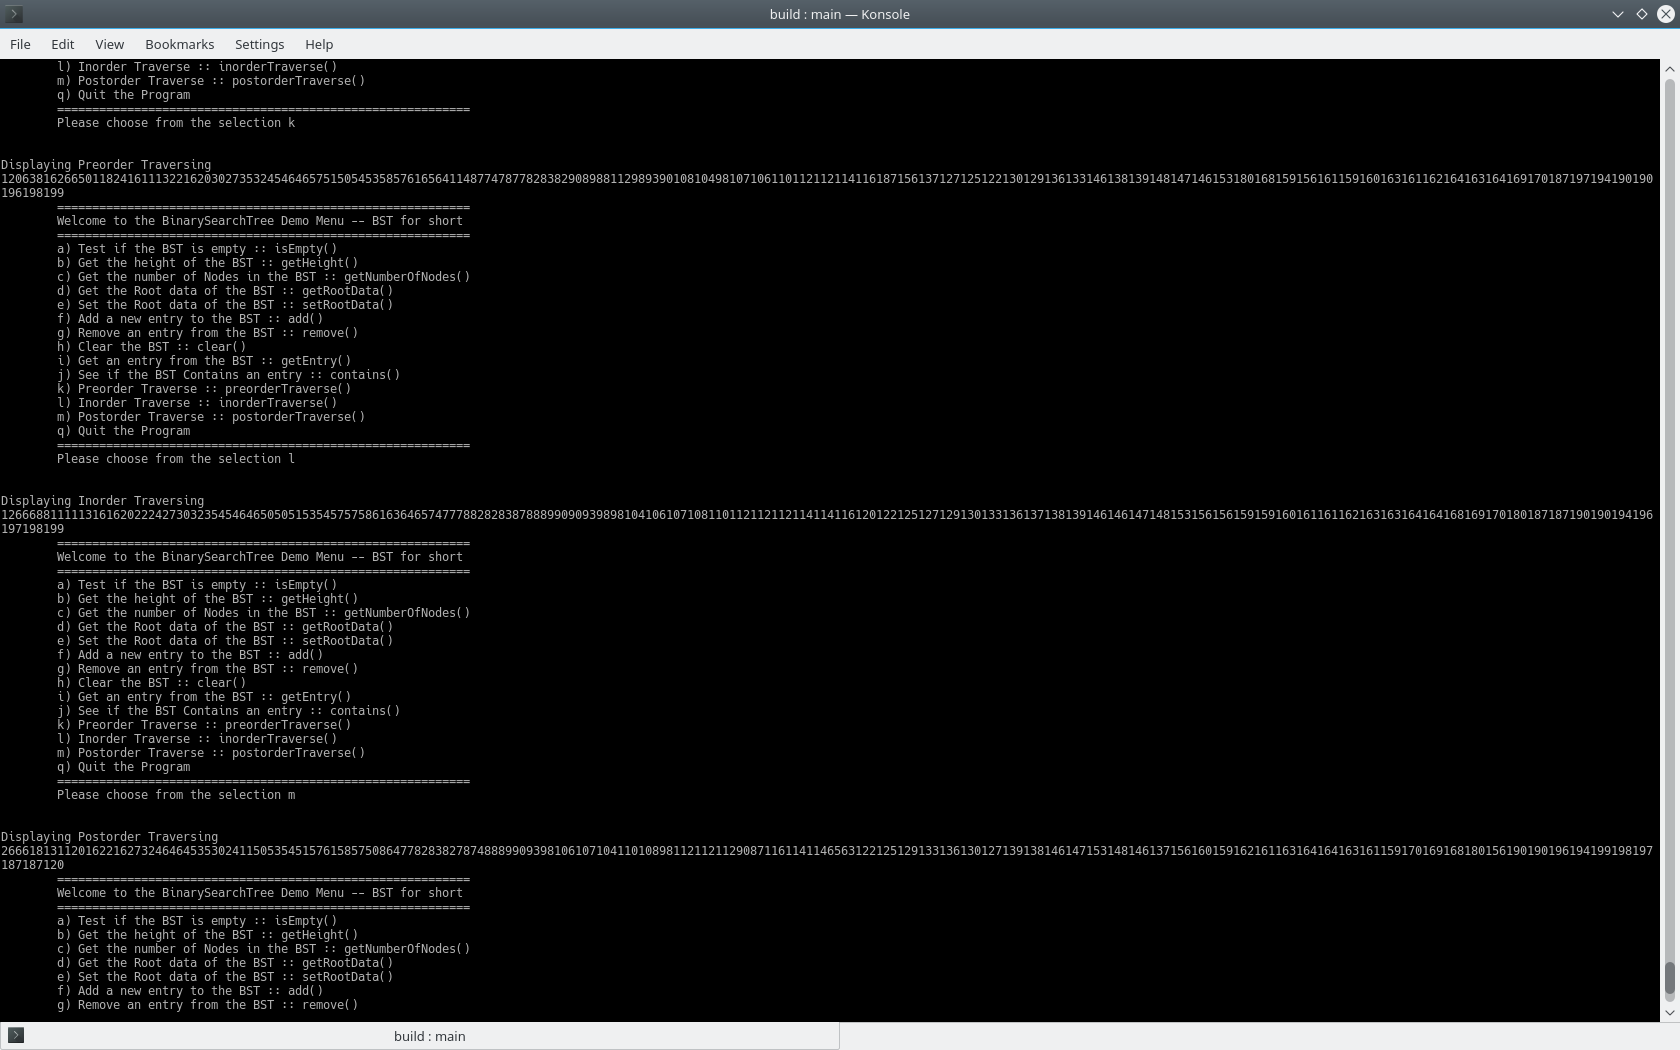 build : main — Konsole
File Edit View Bookmarks Settings Help
l) Inorder Traverse :: inorderTraverse()
m) Postorder Traverse :: postorderTraverse()
q) Quit the Program
===========================================================
Please choose from the selection k
Displaying Preorder Traversing
196198199
===========================================================
Welcome to the BinarySearchTree Demo Menu -- BST for short
===========================================================
a) Test if the BST is empty :: isEmpty()
b) Get the height of the BST :: getHeight()
c) Get the number of Nodes in the BST :: getNumberOfNodes()
d) Get the Root data of the BST :: getRootData()
e) Set the Root data of the BST :: setRootData()
f) Add a new entry to the BST :: add()
g) Remove an entry from the BST :: remove()
h) Clear the BST :: clear()
i) Get an entry from the BST :: getEntry()
j) See if the BST Contains an entry :: contains()
k) Preorder Traverse :: preorderTraverse()
l) Inorder Traverse :: inorderTraverse()
m) Postorder Traverse :: postorderTraverse()
q) Quit the Program
===========================================================
Please choose from the selection l
Displaying Inorder Traversing
197198199
===========================================================
Welcome to the BinarySearchTree Demo Menu -- BST for short
===========================================================
a) Test if the BST is empty :: isEmpty()
b) Get the height of the BST :: getHeight()
c) Get the number of Nodes in the BST :: getNumberOfNodes()
d) Get the Root data of the BST :: getRootData()
e) Set the Root data of the BST :: setRootData()
f) Add a new entry to the BST :: add()
g) Remove an entry from the BST :: remove()
h) Clear the BST :: clear()
i) Get an entry from the BST :: getEntry()
j) See if the BST Contains an entry :: contains()
k) Preorder Traverse :: preorderTraverse()
l) Inorder Traverse :: inorderTraverse()
m) Postorder Traverse :: postorderTraverse()
q) Quit the Program
===========================================================
Please choose from the selection m
Displaying Postorder Traversing
187187120
===========================================================
Welcome to the BinarySearchTree Demo Menu -- BST for short
===========================================================
a) Test if the BST is empty :: isEmpty()
b) Get the height of the BST :: getHeight()
c) Get the number of Nodes in the BST :: getNumberOfNodes()
d) Get the Root data of the BST :: getRootData()
e) Set the Root data of the BST :: setRootData()
f) Add a new entry to the BST :: add()
g) Remove an entry from the BST :: remove()
build : main